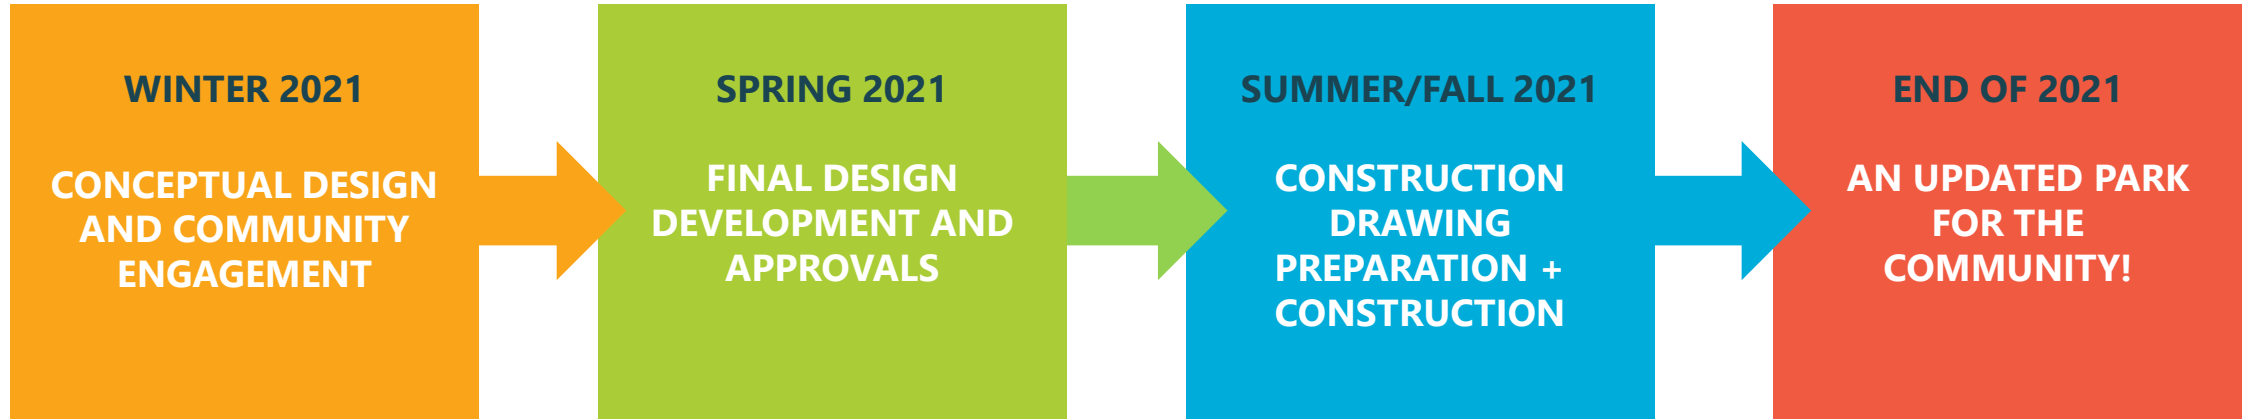 WINTER 2021
CONCEPTUAL DESIGN
AND COMMUNITY
ENGAGEMENT
SPRING 2021
FINAL DESIGN
DEVELOPMENT AND
APPROVALS
SUMMER/FALL 2021
CONSTRUCTION
DRAWING
PREPARATION +
CONSTRUCTION
END OF 2021
AN UPDATED PARK
FOR THE
COMMUNITY!